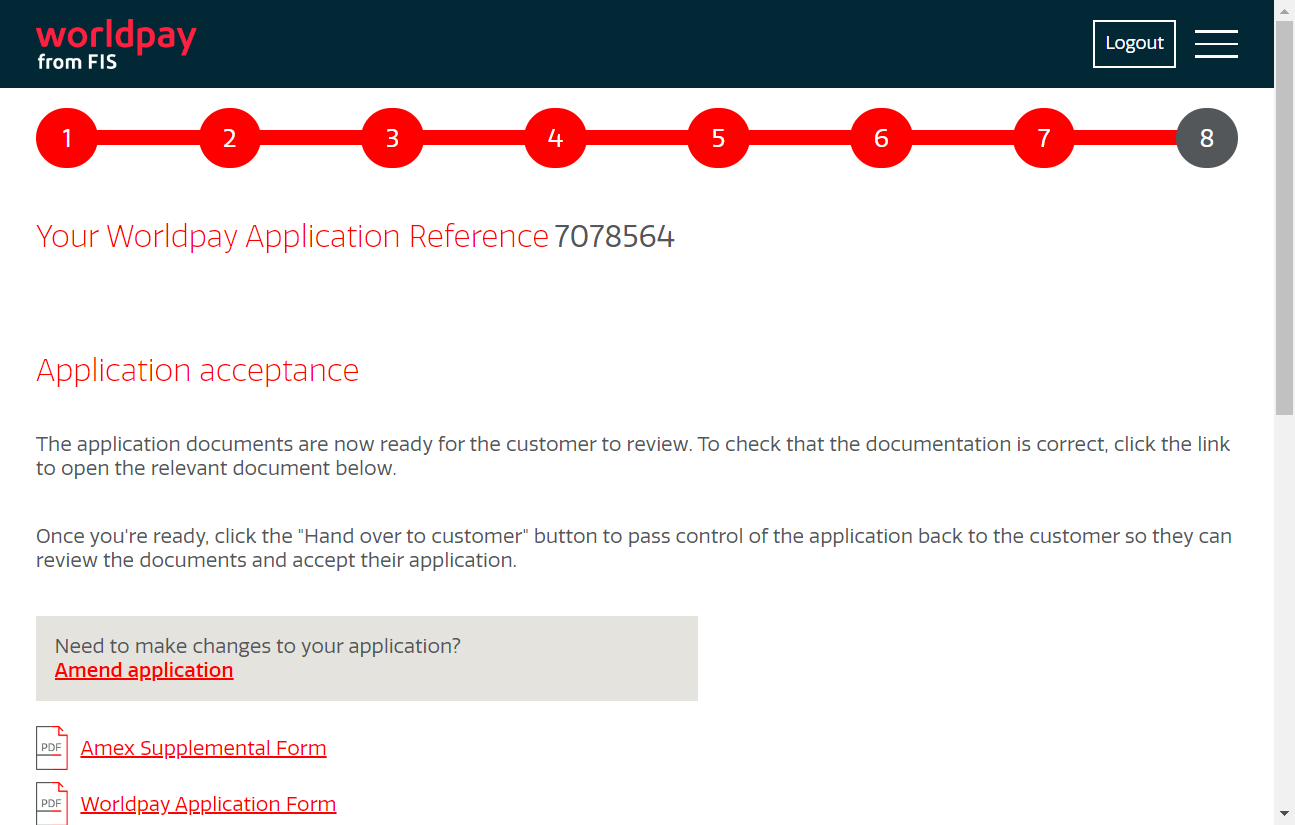 worldpay
from FIS
Logout
1 2 3 4 5 6 7 8
Your Worldpay Application Reference 7078564
Application acceptance
The application documents are now ready for the customer to review. To check that the documentation is correct, click the link
to open the relevant document below.
Once you're ready, click the "Hand over to customer" button to pass control of the application back to the customer so they can
review the documents and accept their application.
Need to make changes to your application?
Amend application
PDF Amex Supplemental Form
PDF Worldpay Application Form